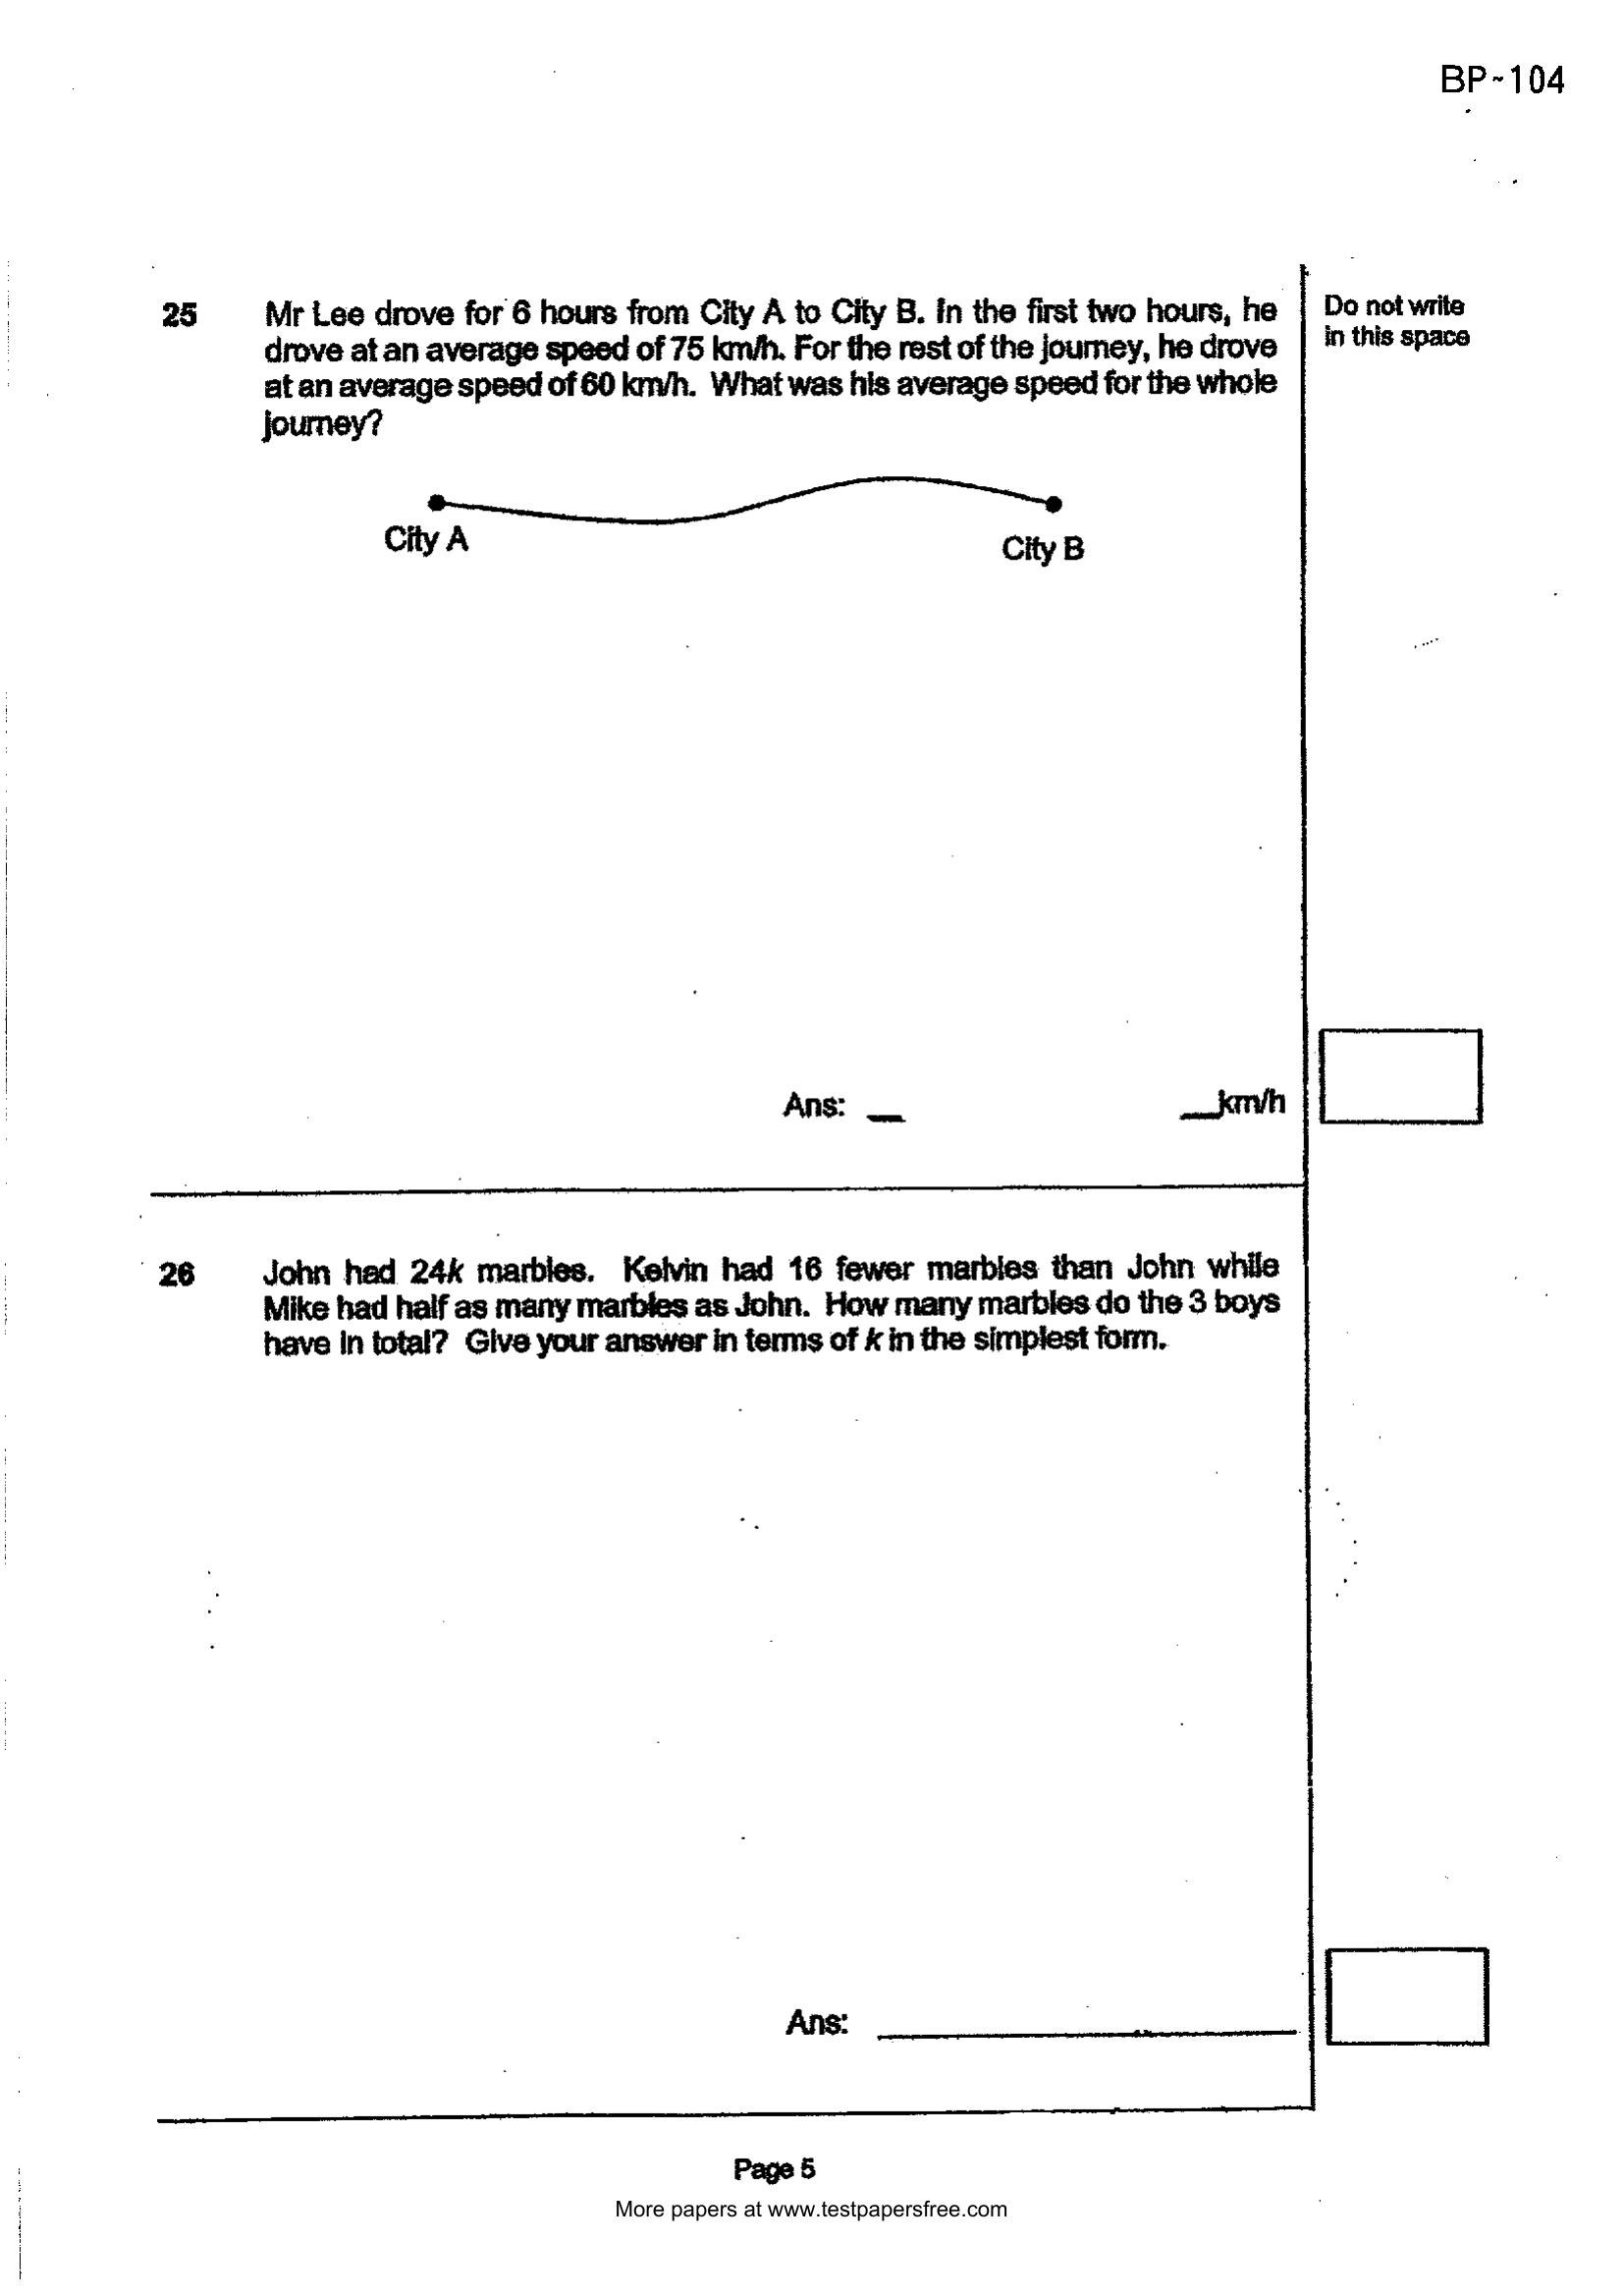 BP-104
25 Mr Lee drove for 6 hours from City A to City B. In the first two hours, he
drove at an average speed of 75 km/h. For the rest of the journey, he drove
at an average speed of 60 km/h. What was his average speed for the whole
journey?
Do not write
in this space
City A
City B
Ans: __ __km/h
26 John had 24k marbles. Kelvin had 16 fewer marbles than John while
Mike had half as many marbles as John. How many marbles do the 3 boys
have in total? Give your answer in terms of k in the simplest form.
Ans: ____________________
Page 5
More papers at www.testpapersfree.com